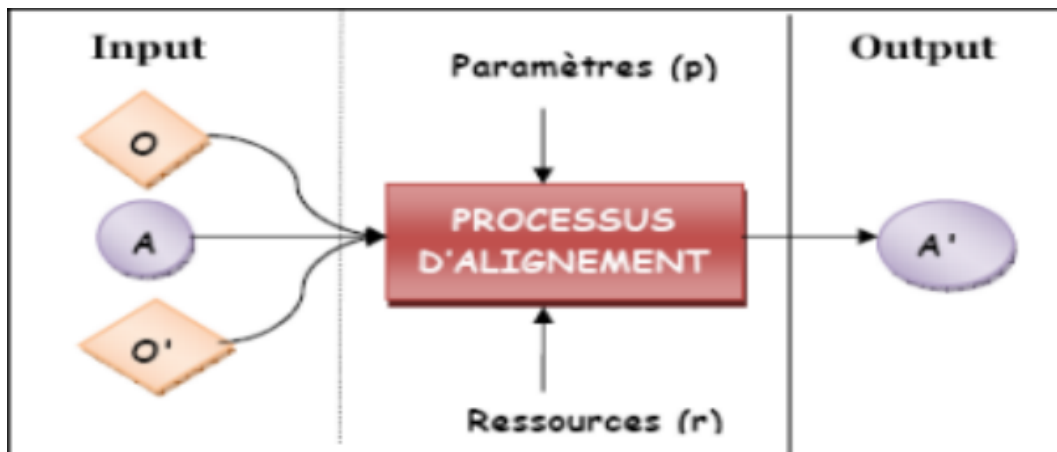 Input
O
A
O'
Paramètres (p)
PROCESSUS
D'ALIGNEMENT
Ressources (r)
Output
A'